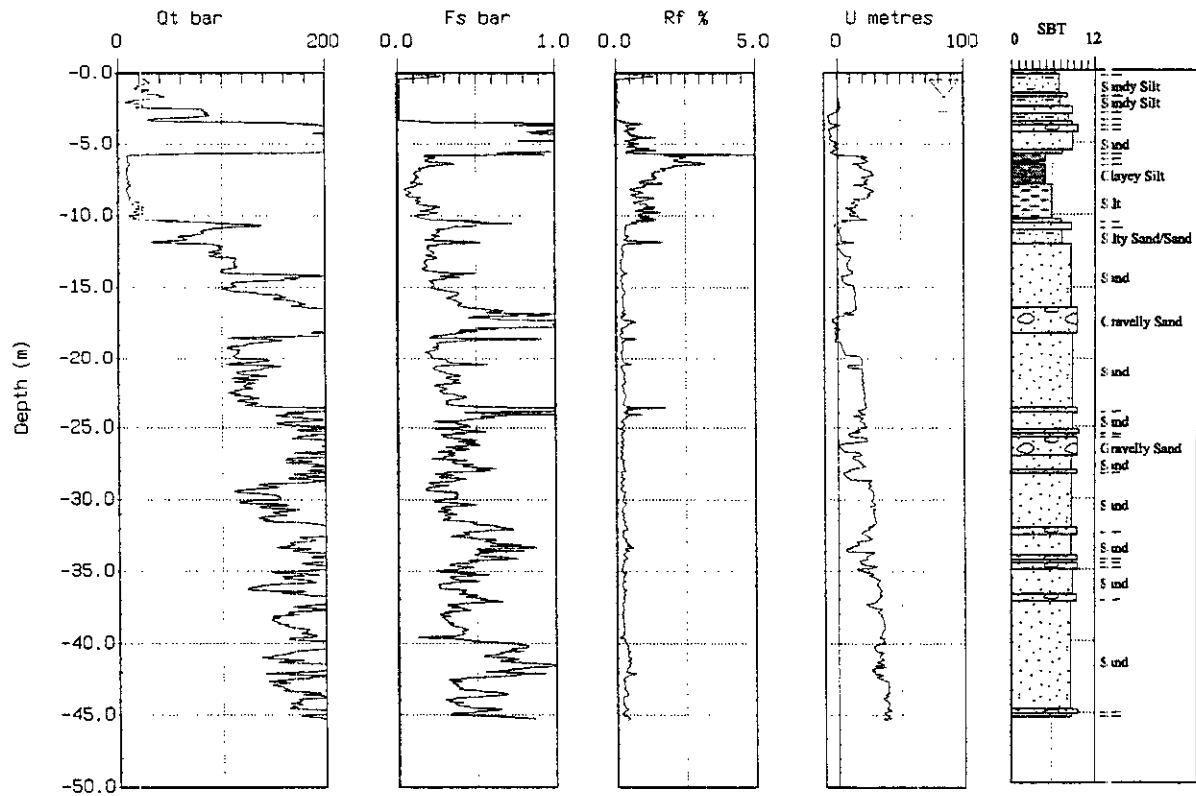 Qt bar
Fs bar
Rf %
U metres
SBT
0 200
0.0 1.0
0.0 5.0
0 100
0 12
Depth (m)
-0.0
-5.0
-10.0
-15.0
-20.0
-25.0
-30.0
-35.0
-40.0
-45.0
-50.0
Sandy Silt
Sandy Silt
Sand
Clayey Silt
Silt
Silty Sand/Sand
Sand
Gravelly Sand
Sand
Sand
Gravelly Sand
Sand
Sand
Sand
Sand
Sand